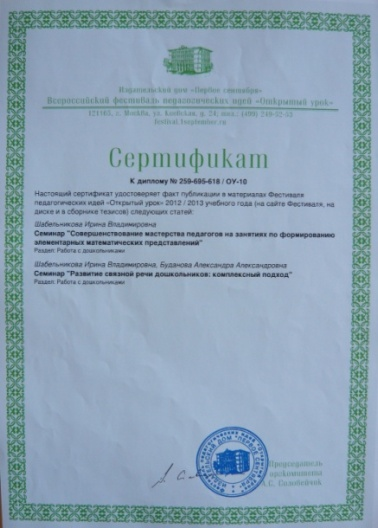 Издательский дом «Первое сентября»
Всероссийский фестиваль педагогических идей «Открытый урок»
121165, г. Москва, ул. Киевская, д. 24; тел.: (499) 249-52-53
festival.1september.ru
Сертификат
К диплому № 259-695-618 / ОУ-10
Настоящий сертификат удостоверяет факт публикации в материалах Фестиваля
педагогических идей «Открытый урок» 2012 / 2013 учебного года (на сайте Фестиваля, на
диске и в сборнике тезисов) следующих статей:
Шабельникова Ирина Владимировна
Семинар "Совершенствование мастерства педагогов на занятиях по формированию
элементарных математических представлений"
Раздел: Работа с дошкольниками
Шабельникова Ирина Владимировна, Буданова Александра Александровна
Семинар "Развитие связной речи дошкольников: комплексный подход"
Раздел: Работа с дошкольниками
Председатель
оргкомитета
А.С. Соловейчик